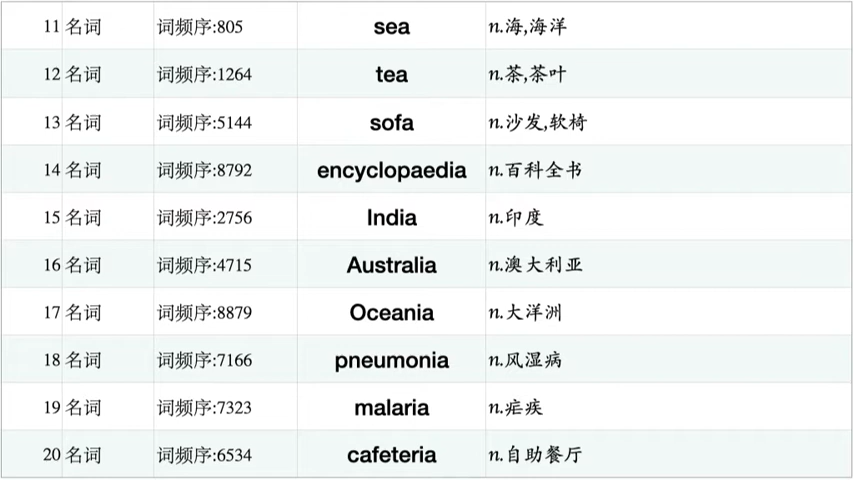 11 名词 词频序:805 sea n.海,海洋
12 名词 词频序:1264 tea n.茶,茶叶
13 名词 词频序:5144 sofa n.沙发,软椅
14 名词 词频序:8792 encyclopaedia n.百科全书
15 名词 词频序:2756 India n.印度
16 名词 词频序:4715 Australia n.澳大利亚
17 名词 词频序:8879 Oceania n.大洋洲
18 名词 词频序:7166 pneumonia n.风湿病
19 名词 词频序:7323 malaria n.疟疾
20 名词 词频序:6534 cafeteria n.自助餐厅